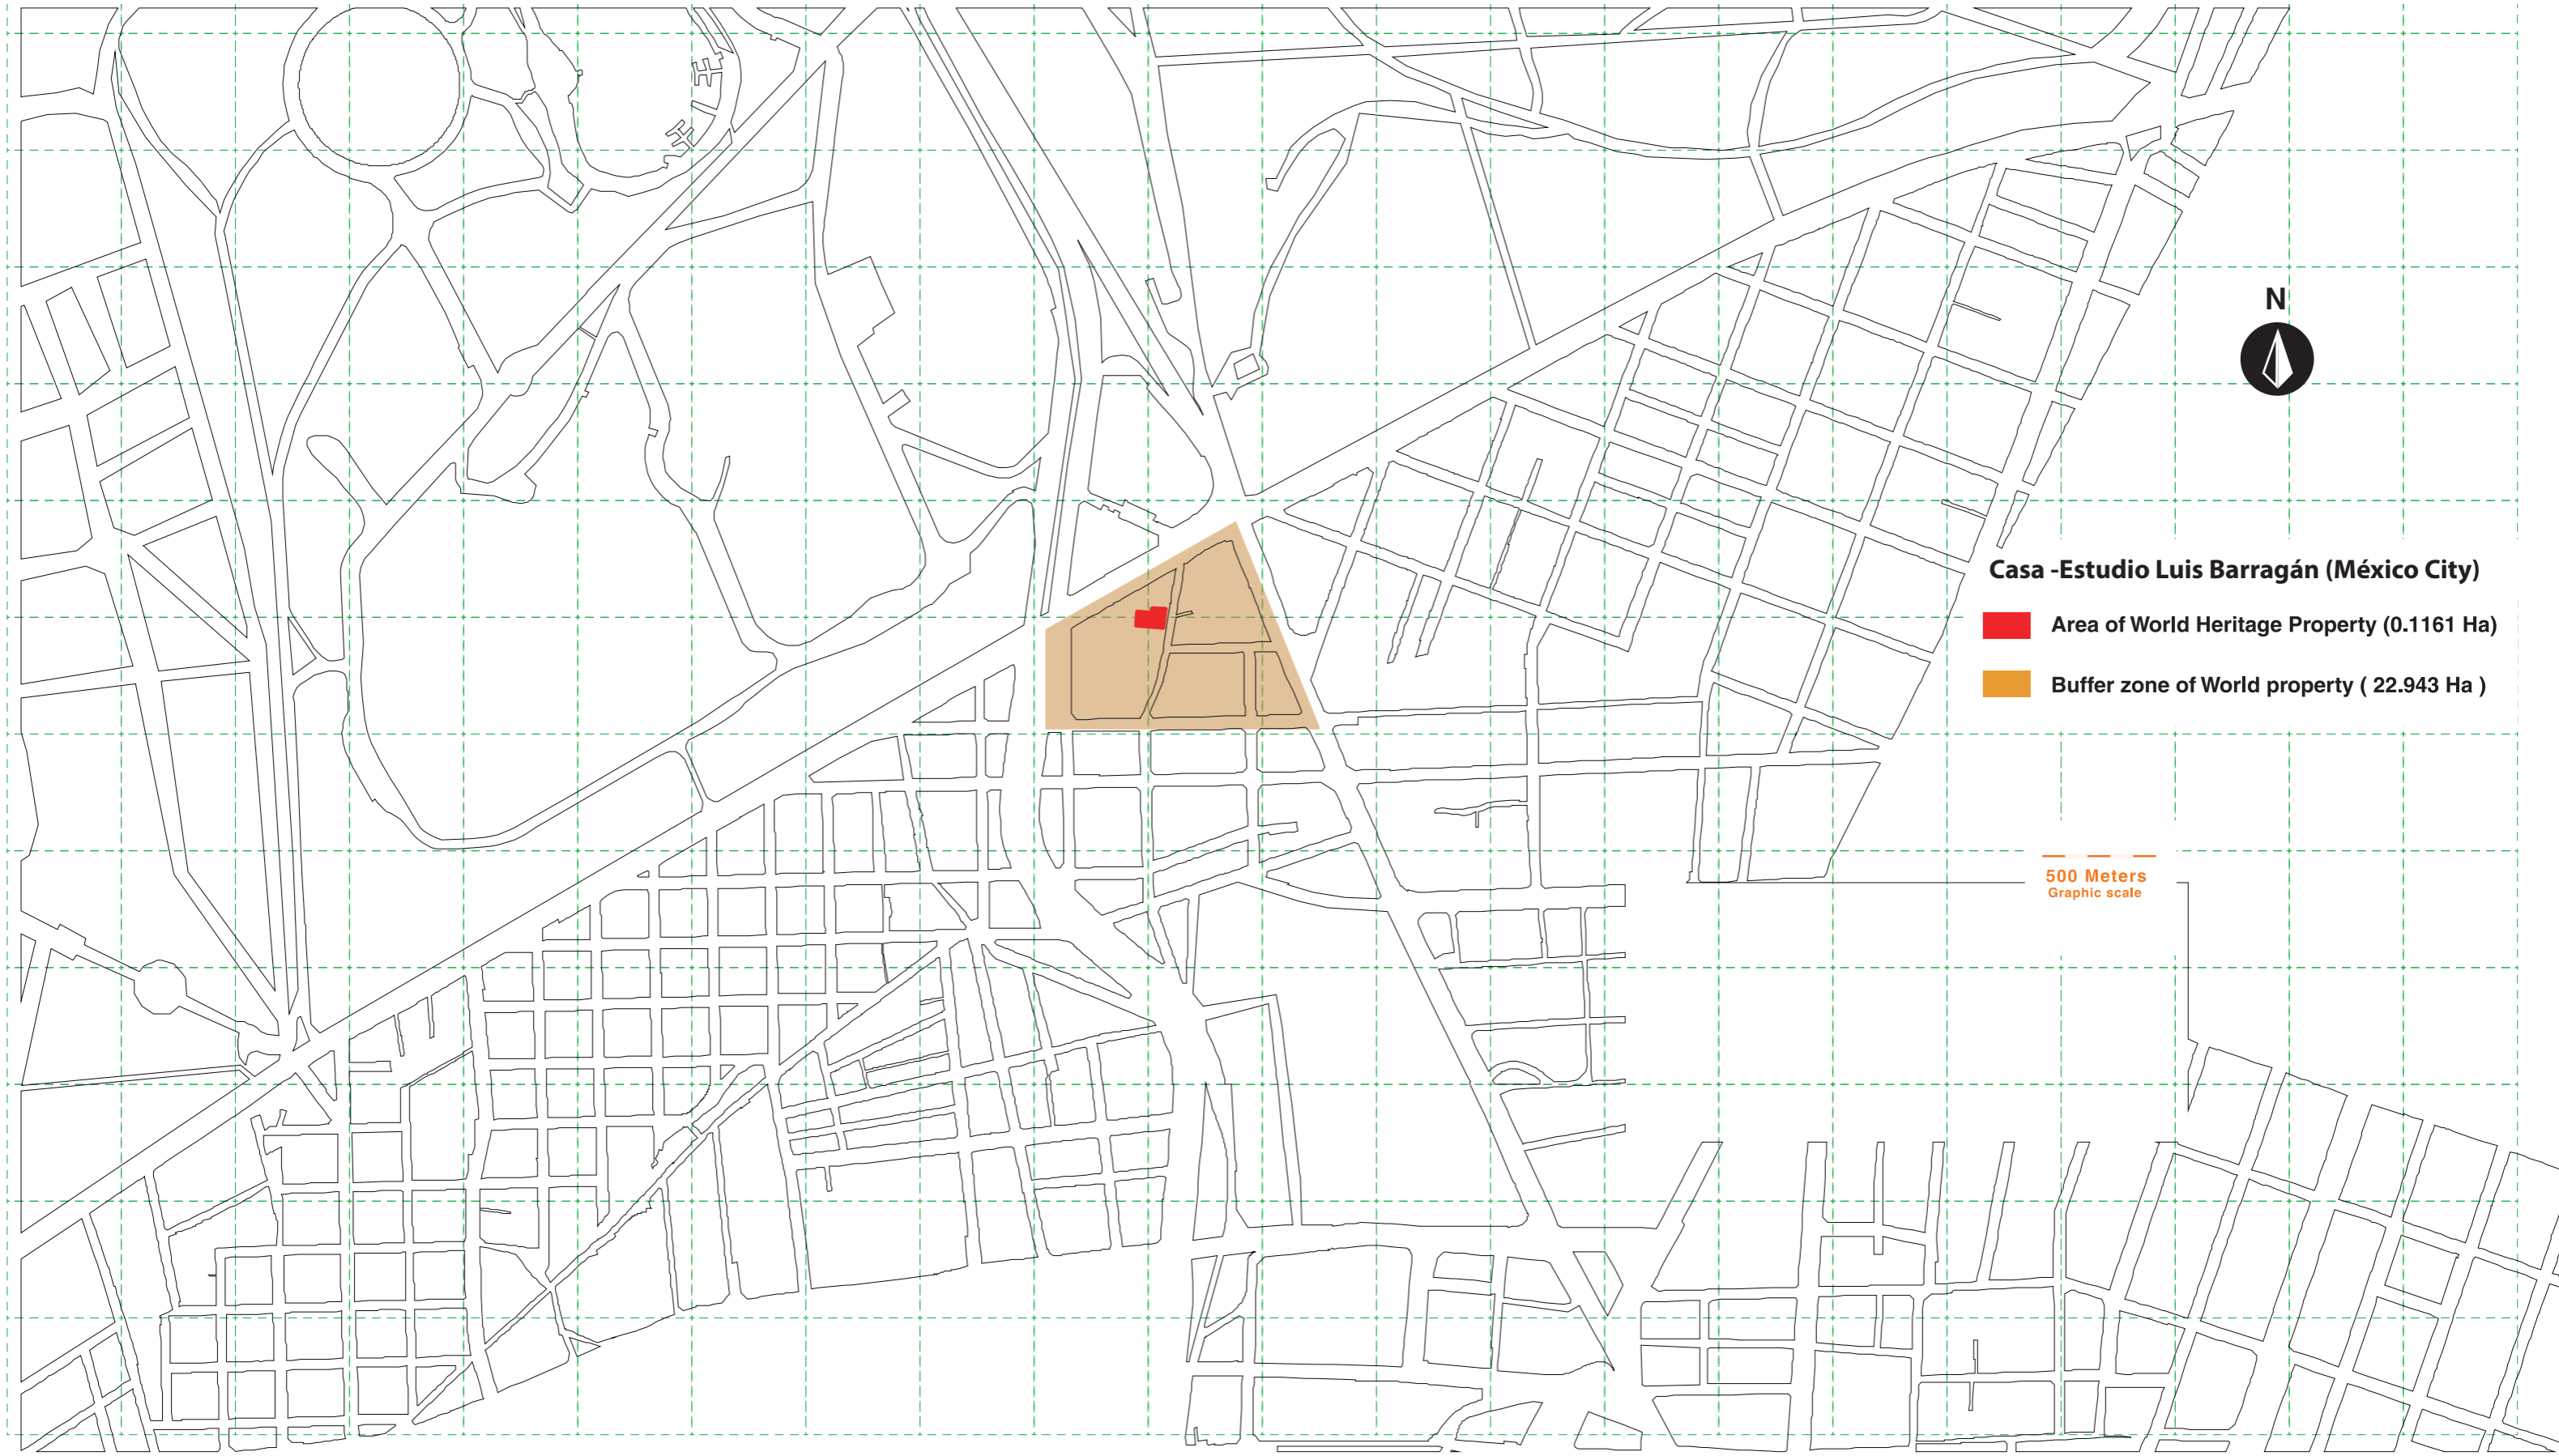 N
Casa -Estudio Luis Barragán (México City)
Area of World Heritage Property (0.1161 Ha)
Buffer zone of World property ( 22.943 Ha )
500 Meters
Graphic scale